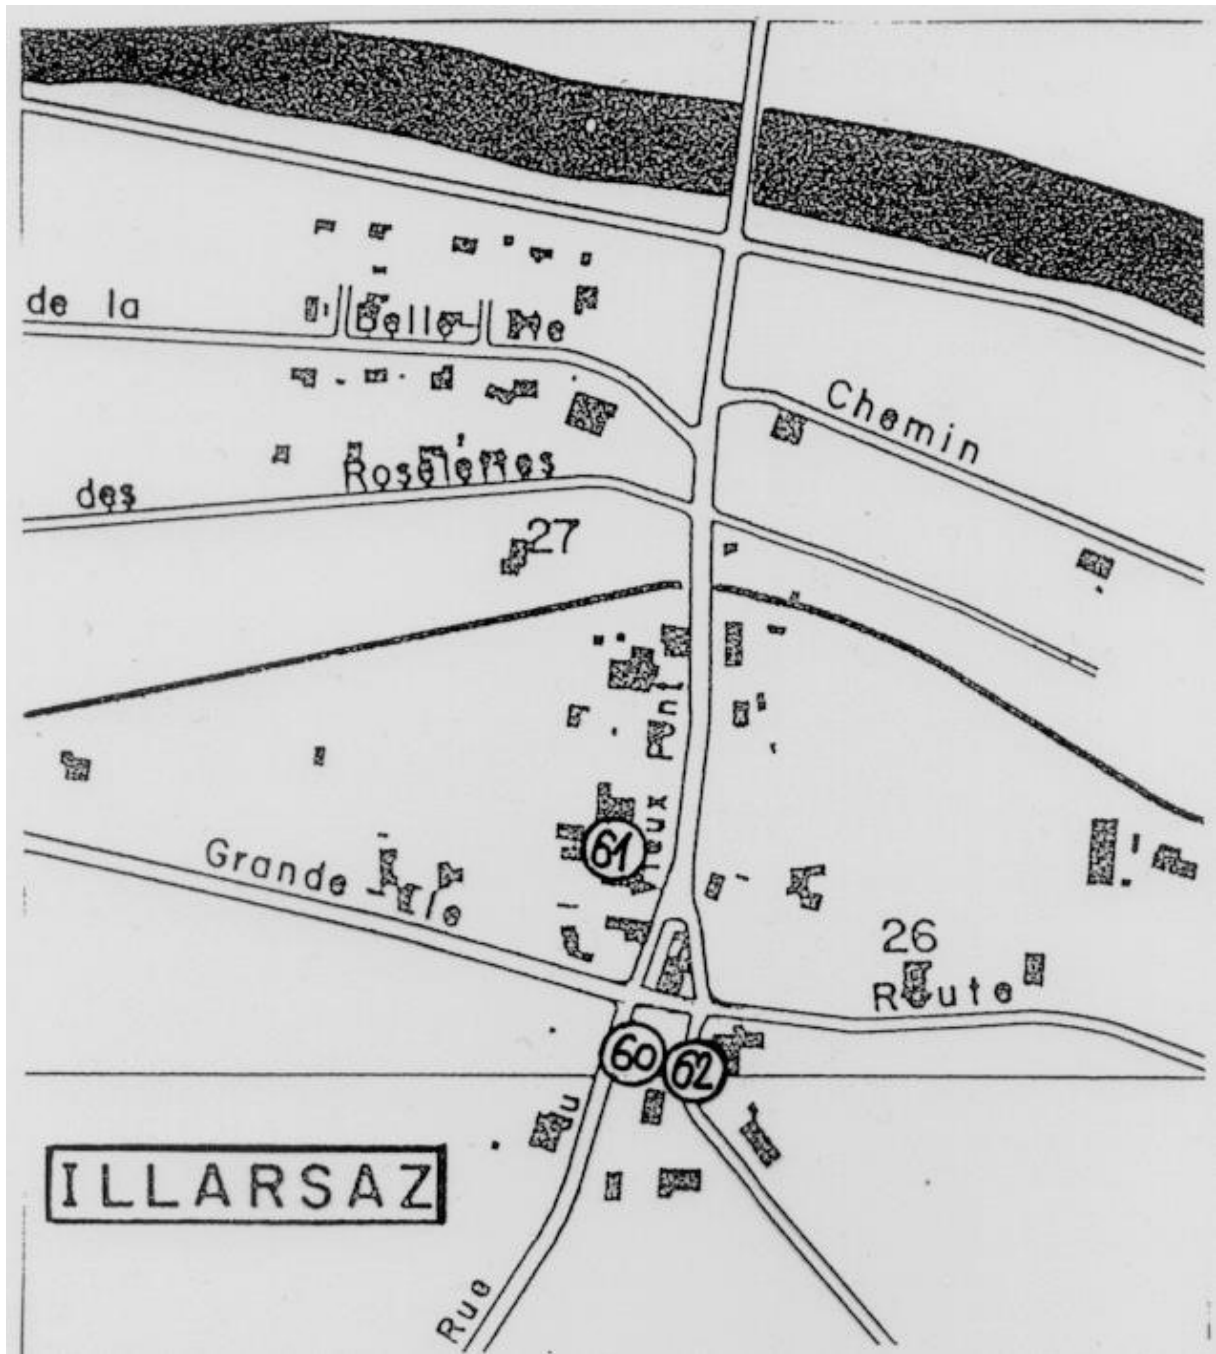 de la Belle Ile
Chemin
des Roselières
27
Vieux Pont
61
Grande Ile
26
Route
60
62
du
ILLARSAZ
Rue